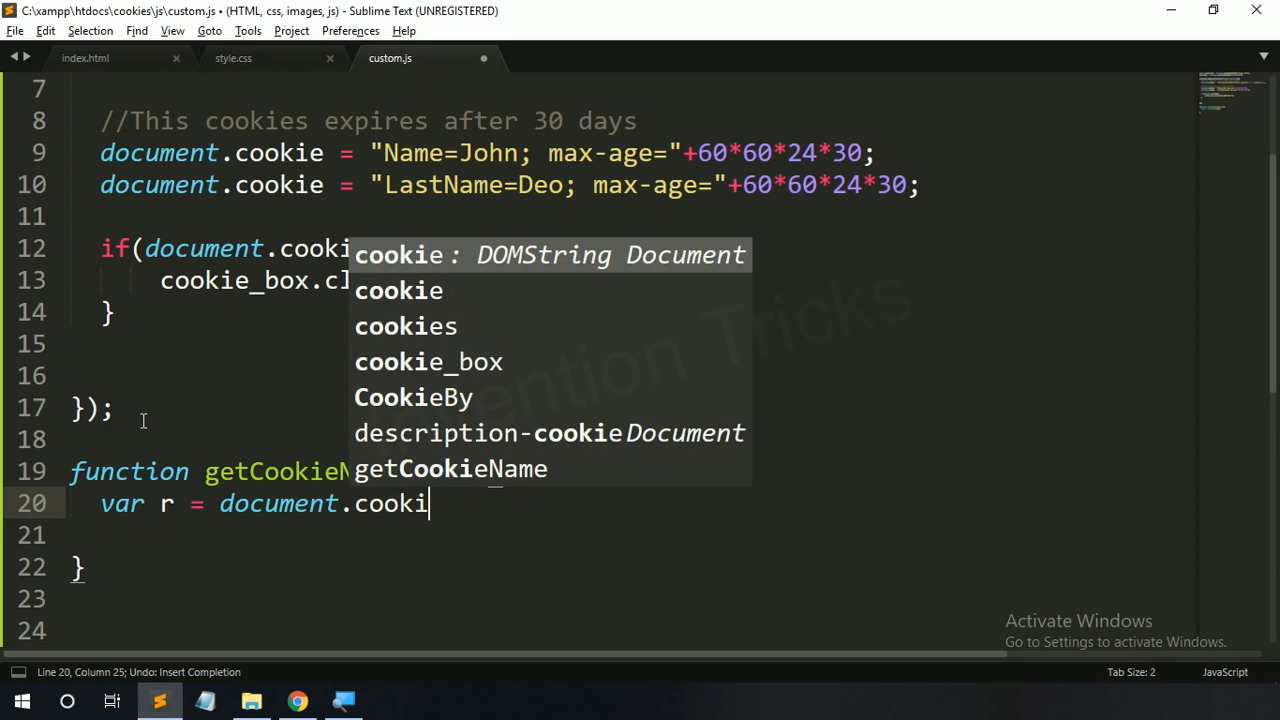 C:\xampp\htdocs\cookies\js\custom.js • (HTML, css, images, js) - Sublime Text (UNREGISTERED)
File Edit Selection Find View Goto Tools Project Preferences Help
index.html × style.css × custom.js
7
8 //This cookies expires after 30 days
9 document.cookie = "Name=John; max-age="+60*60*24*30;
10 document.cookie = "LastName=Deo; max-age="+60*60*24*30;
11
12 if(document.cooki
cookie: DOMString Document
13 cookie_box.cl
cookie
14 }
cookies
15
cookie_box
16
CookieBy
17 });
description-cookie Document
18
getCookieName
19 function getCookieN
20 var r = document.cooki
21
22 }
23
24
vention Tricks
Activate Windows
Go to Settings to activate Windows.
Line 20, Column 25; Undo: Insert Completion Tab Size: 2 JavaScript